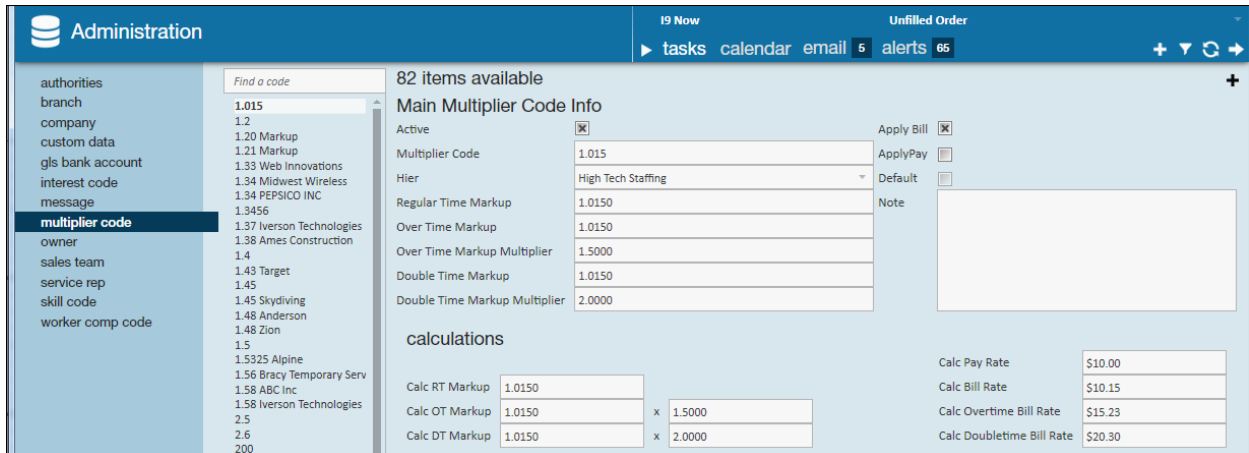 Administration
I9 Now
Unfilled Order
tasks calendar email 5 alerts 65
authorities
branch
company
custom data
gls bank account
interest code
message
multiplier code
owner
sales team
service rep
skill code
worker comp code
Find a code
1.015
1.2
1.20 Markup
1.21 Markup
1.33 Web Innovations
1.34 Midwest Wireless
1.34 PEPSICO INC
1.3456
1.37 Iverson Technologies
1.38 Ames Construction
1.4
1.43 Target
1.45
1.45 Skydiving
1.48 Anderson
1.48 Zion
1.5
1.5325 Alpine
1.56 Bracy Temporary Serv
1.58 ABC Inc
1.58 Iverson Technologies
2.5
2.6
200
82 items available
Main Multiplier Code Info
Active
Multiplier Code 1.015
Hier High Tech Staffing
Regular Time Markup 1.0150
Over Time Markup 1.0150
Over Time Markup Multiplier 1.5000
Double Time Markup 1.0150
Double Time Markup Multiplier 2.0000
Apply Bill
ApplyPay
Default
Note
calculations
Calc RT Markup 1.0150
Calc OT Markup 1.0150 x 1.5000
Calc DT Markup 1.0150 x 2.0000
Calc Pay Rate $10.00
Calc Bill Rate $10.15
Calc Overtime Bill Rate $15.23
Calc Doubletime Bill Rate $20.30